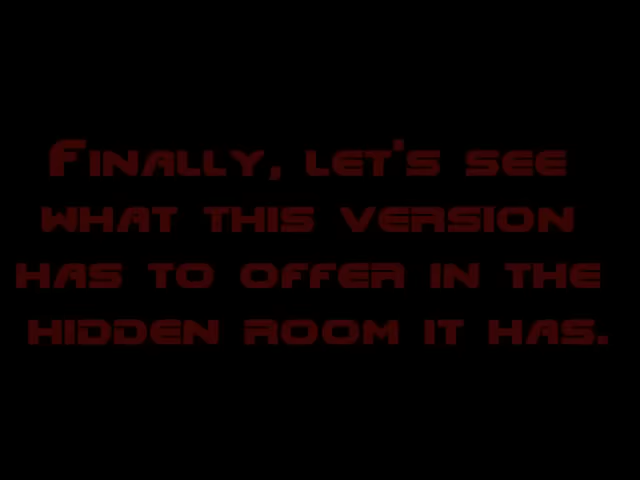 Finally, let's see
what this version
has to offer in the
hidden room it has.